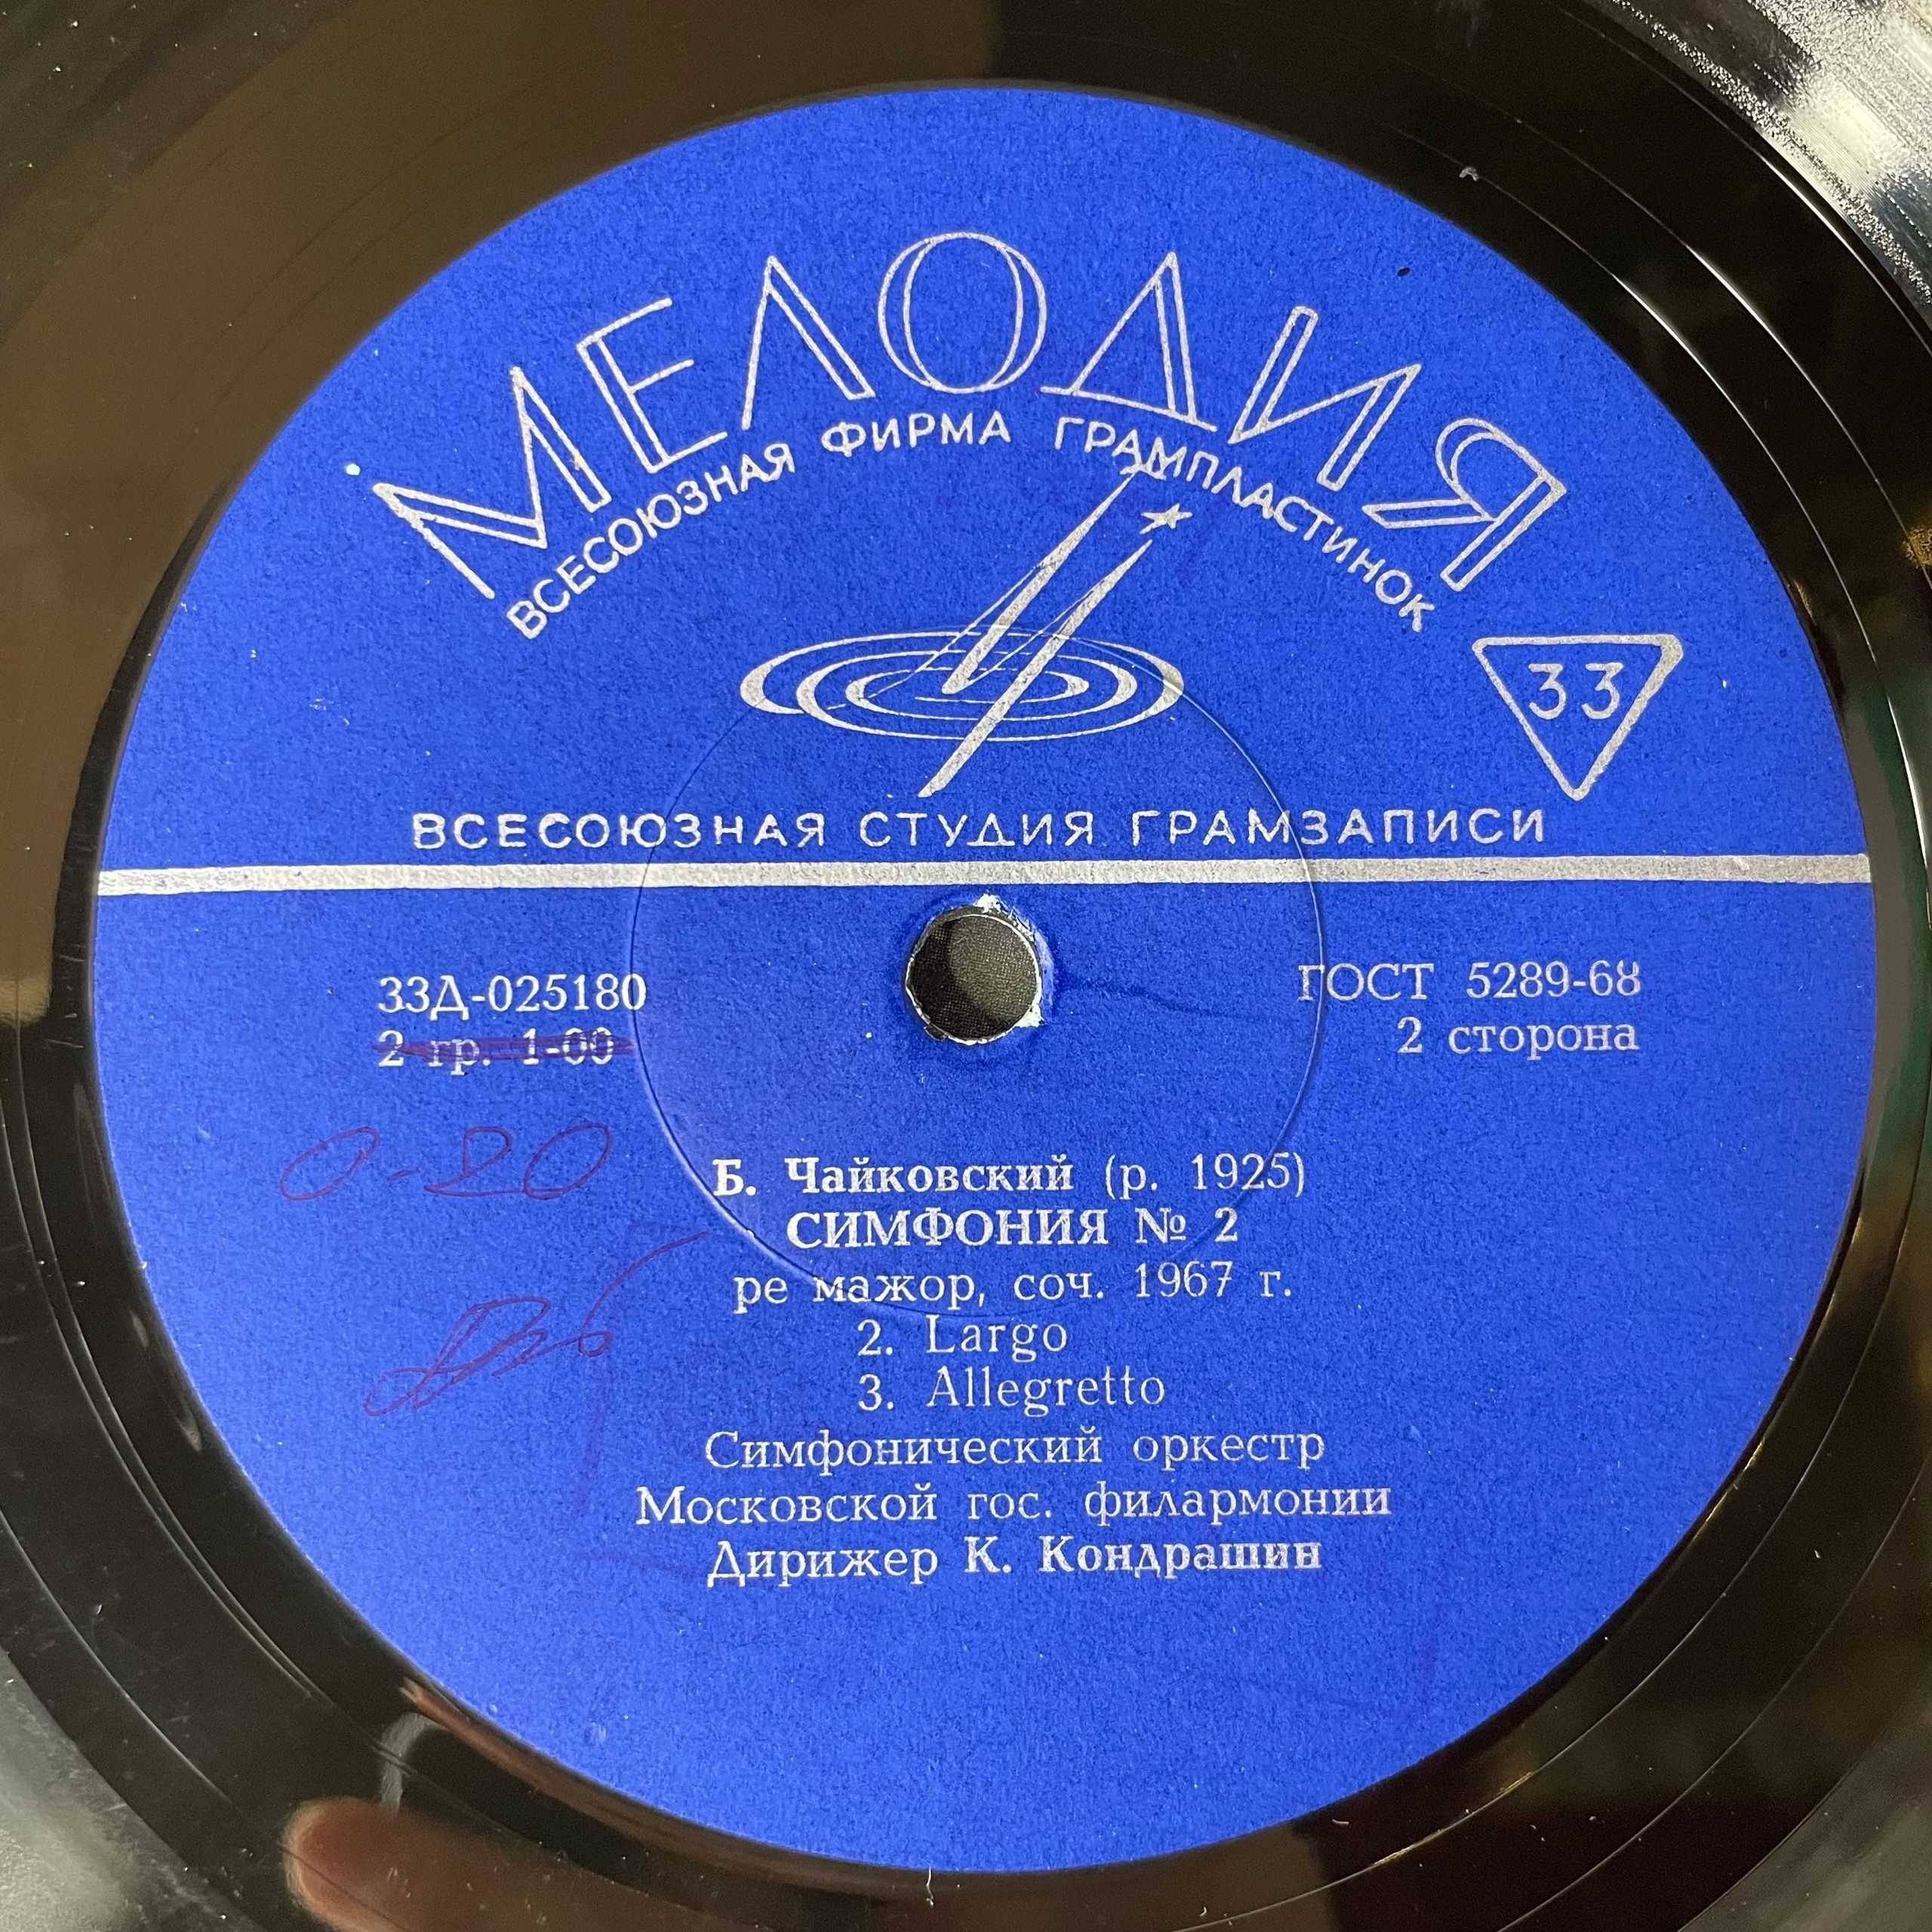 МЕЛОДИЯ
ВСЕСОЮЗНАЯ ФИРМА ГРАМПЛАСТИНОК
33
ВСЕСОЮЗНАЯ СТУДИЯ ГРАМЗАПИСИ
33Д-025180
2 гр. 1-00
0-20
ГОСТ 5289-68
2 сторона
Б. Чайковский (р. 1925)
СИМФОНИЯ № 2
ре мажор, соч. 1967 г.
2. Largo
3. Allegretto
Симфонический оркестр
Московской гос. филармонии
Дирижер К. Кондрашин